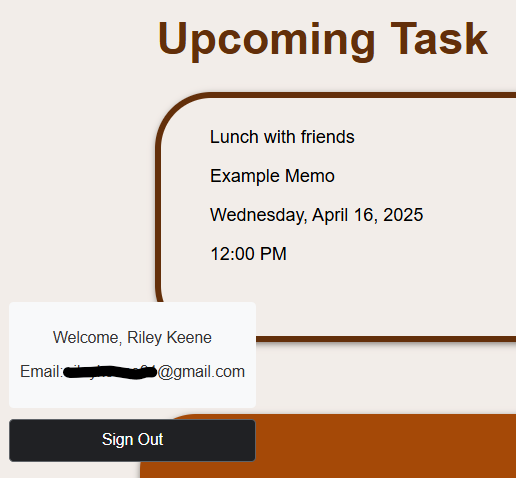 Upcoming Task
Lunch with friends
Example Memo
Wednesday, April 16, 2025
12:00 PM
Welcome, Riley Keene
Email: @gmail.com
Sign Out